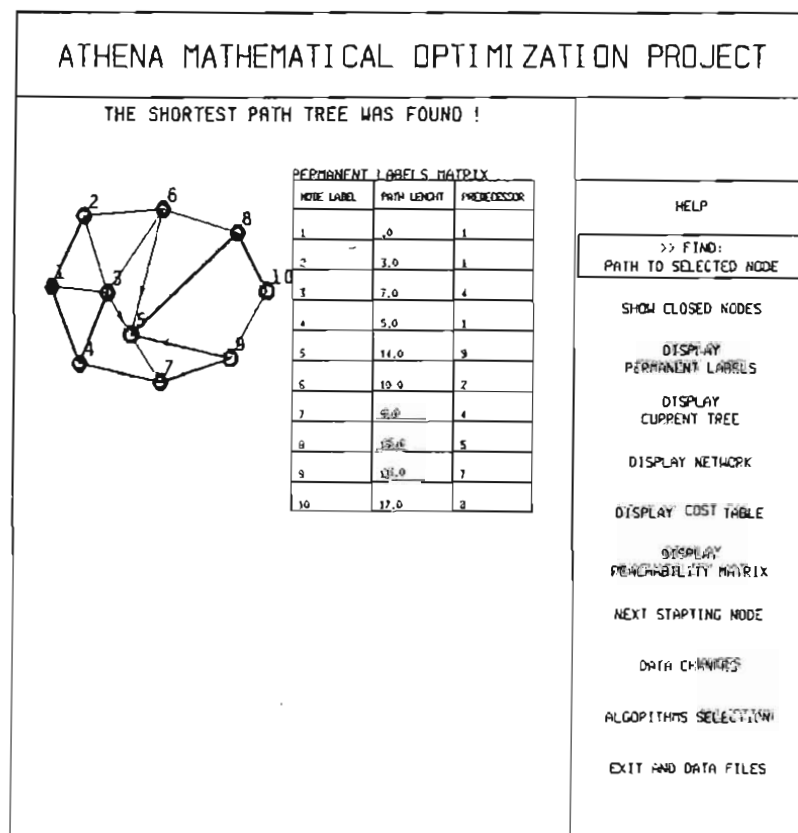 ATHENA MATHEMATICAL OPTIMIZATION PROJECT
THE SHORTEST PATH TREE WAS FOUND !
2
6
8
1
3
10
5
9
4
7
PERMANENT LABELS MATRIX
NODE LABEL PATH LENGHT PREDECESSOR
1 .0 1
2 3.0 1
3 7.0 4
4 5.0 1
5 14.0 9
6 10.0 2
7 4
8 5
9 7
10 17.0 8
HELP
>> FIND:
PATH TO SELECTED NODE
SHOW CLOSED NODES
DISPLAY
PERMANENT LABELS
DISPLAY
CURRENT TREE
DISPLAY NETWORK
DISPLAY COST TABLE
DISPLAY
REACHABILITY MATRIX
NEXT STARTING NODE
DATA CHANGES
ALGORITHMS SELECTION
EXIT AND DATA FILES